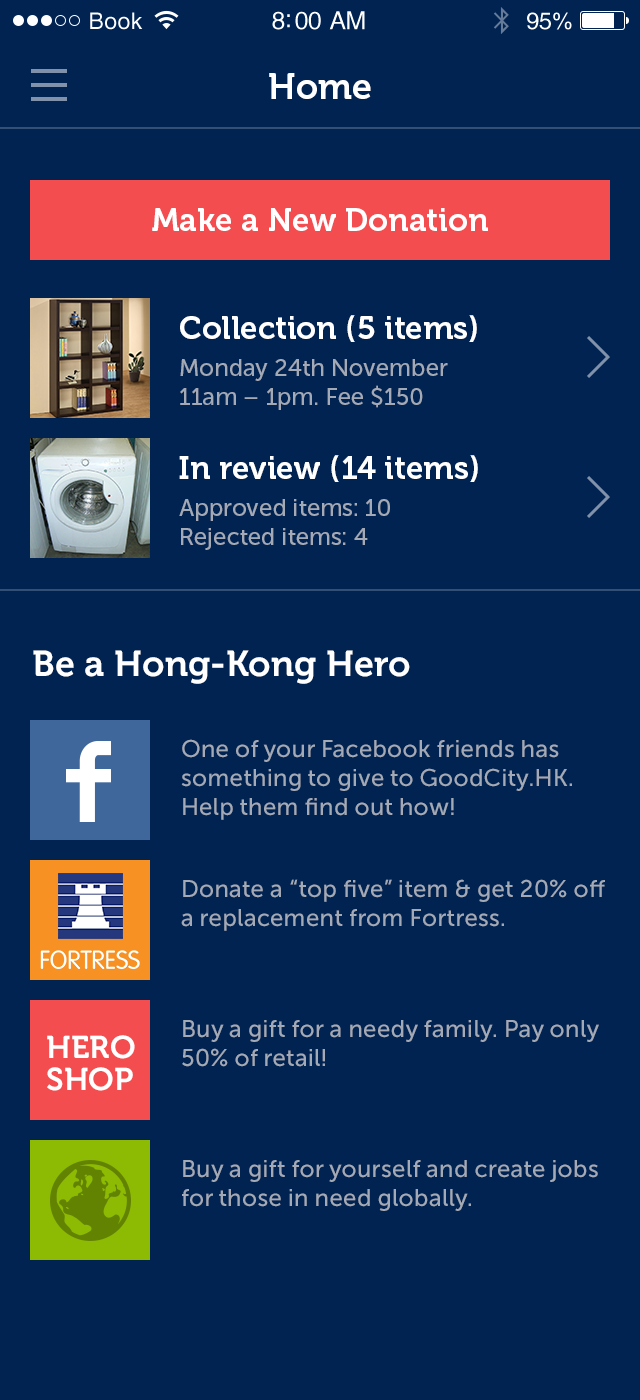 Book 8:00 AM 95%
Home
Make a New Donation
Collection (5 items)
Monday 24th November
11am – 1pm. Fee $150
In review (14 items)
Approved items: 10
Rejected items: 4
Be a Hong-Kong Hero
One of your Facebook friends has
something to give to GoodCity.HK.
Help them find out how!
f
Donate a “top five” item & get 20% off
a replacement from Fortress.
FORTRESS
HERO
SHOP
Buy a gift for a needy family. Pay only
50% of retail!
Buy a gift for yourself and create jobs
for those in need globally.